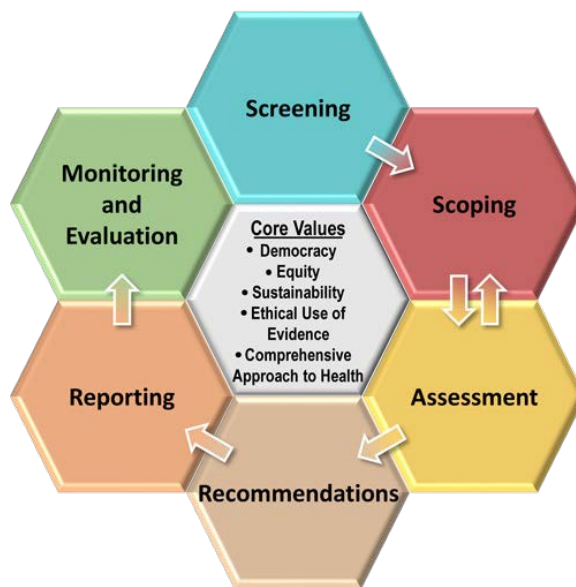 Screening
Monitoring
and
Evaluation
Scoping
Core Values
• Democracy
• Equity
• Sustainability
• Ethical Use of
Evidence
• Comprehensive
Approach to Health
Reporting
Assessment
Recommendations